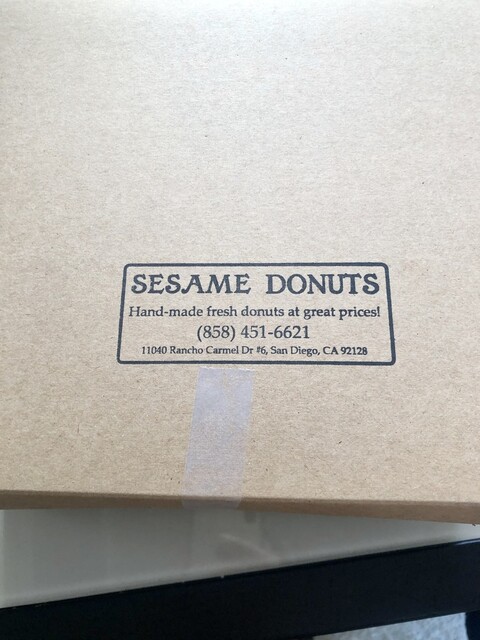 SESAME DONUTS
Hand-made fresh donuts at great prices!
(858) 451-6621
11040 Rancho Carmel Dr #6, San Diego, CA 92128